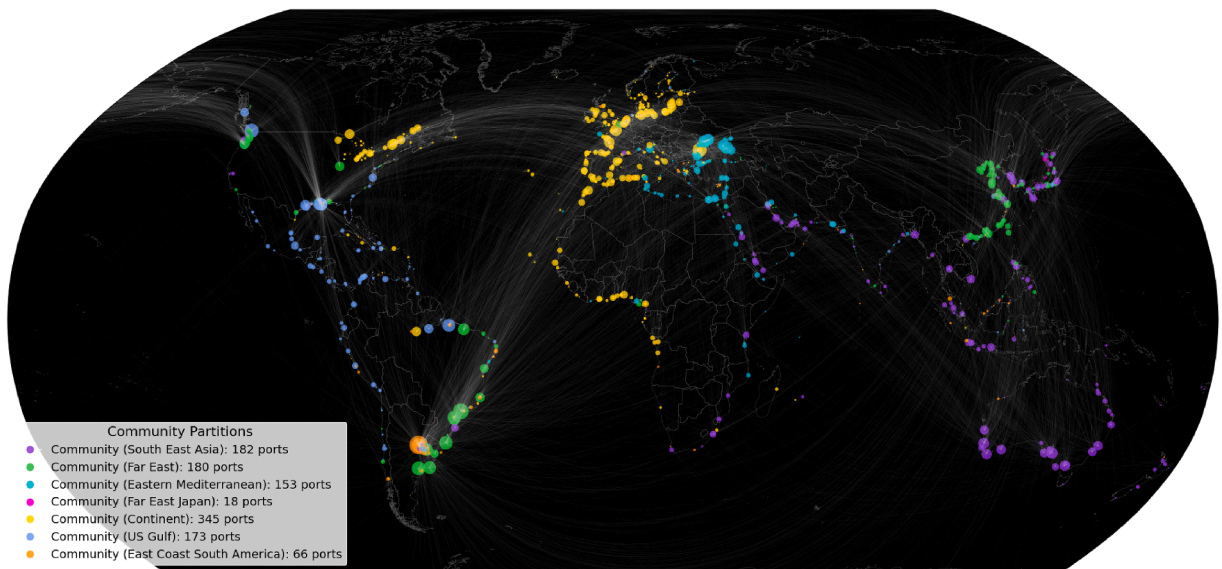 Community Partitions
Community (South East Asia): 182 ports
Community (Far East): 180 ports
Community (Eastern Mediterranean): 153 ports
Community (Far East Japan): 18 ports
Community (Continent): 345 ports
Community (US Gulf): 173 ports
Community (East Coast South America): 66 ports